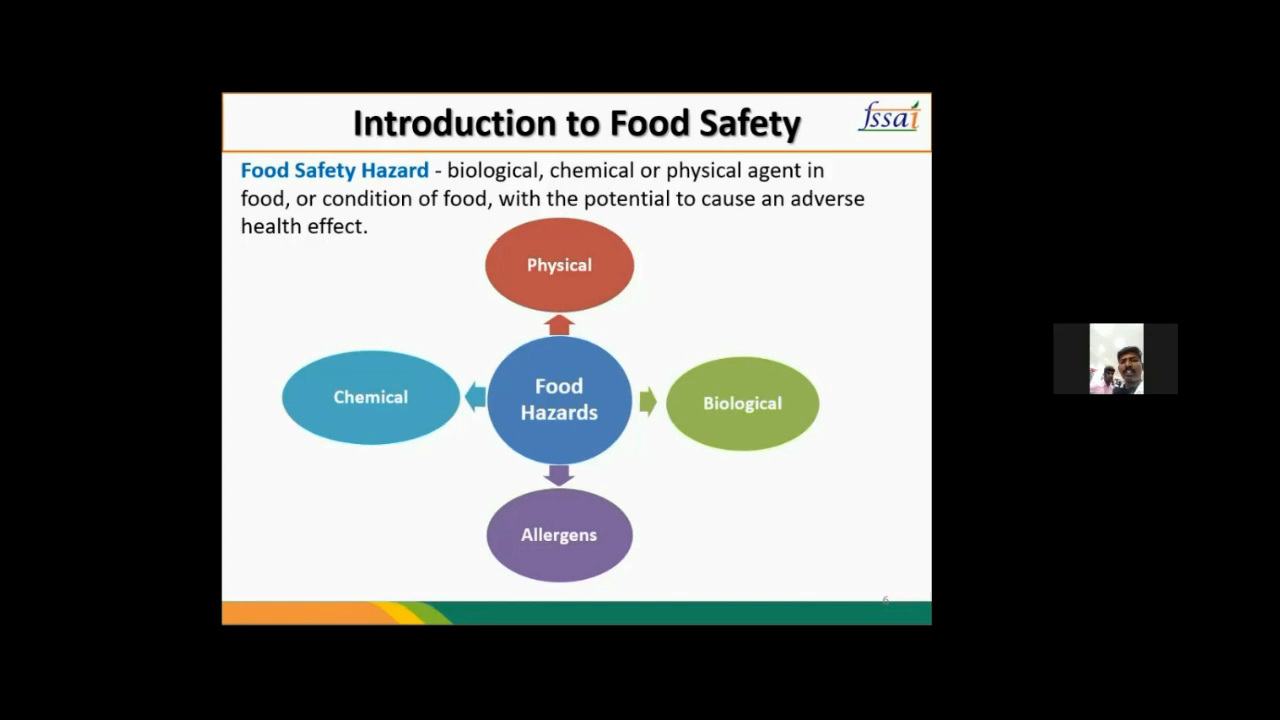 Introduction to Food Safety
fssai
Food Safety Hazard - biological, chemical or physical agent in
food, or condition of food, with the potential to cause an adverse
health effect.
Physical
Chemical
Food
Hazards
Biological
Allergens
6